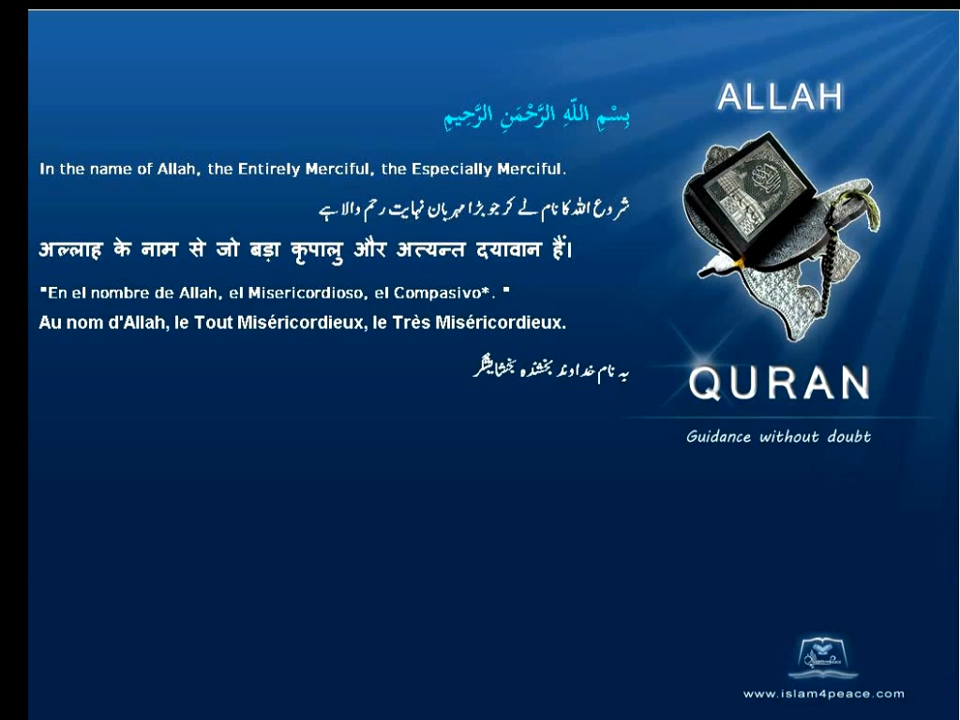 بِسْمِ اللّهِ الرَّحْمَنِ الرَّحِيمِ
In the name of Allah, the Entirely Merciful, the Especially Merciful.
شروع اللہ کا نام لے کر جو بڑا مہربان نہایت رحم والا ہے
अल्लाह के नाम से जो बड़ा कृपालु और अत्यन्त दयावान हैं।
"En el nombre de Allah, el Misericordioso, el Compasivo*. "
Au nom d'Allah, le Tout Miséricordieux, le Très Miséricordieux.
به نام خداوند بخشنده بخشایشگر
ALLAH
QURAN
Guidance without doubt
www.islam4peace.com